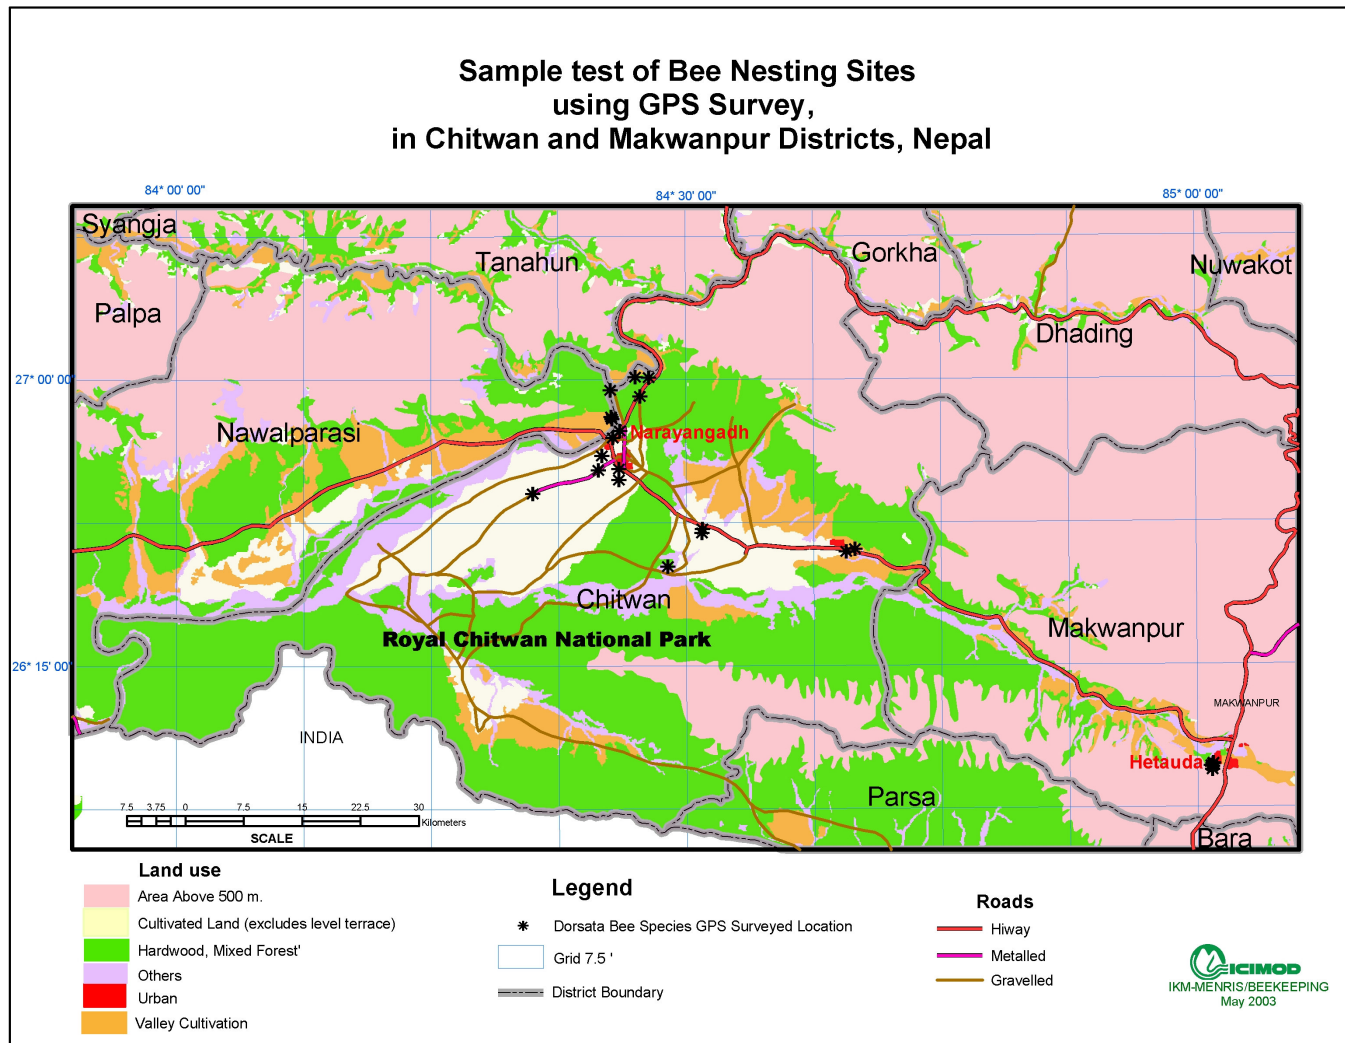 Sample test of Bee Nesting Sites
using GPS Survey,
in Chitwan and Makwanpur Districts, Nepal
84° 00' 00"
84° 30' 00"
85° 00' 00"
Syangja
Tanahun
Gorkha
Nuwakot
Palpa
Dhading
27° 00' 00"
Nawalparasi
Narayangadh
Chitwan
Royal Chitwan National Park
Makwanpur
26° 15' 00"
MAKWANPUR
INDIA
Hetauda
Parsa
Bara
7.5 3.75 0 7.5 15 22.5 30
Kilometers
SCALE
Land use
Area Above 500 m.
Cultivated Land (excludes level terrace)
Hardwood, Mixed Forest'
Others
Urban
Valley Cultivation
Legend
Dorsata Bee Species GPS Surveyed Location
Grid 7.5 '
District Boundary
Roads
Hiway
Metalled
Gravelled
ICIMOD
IKM-MENRIS/BEEKEEPING
May 2003